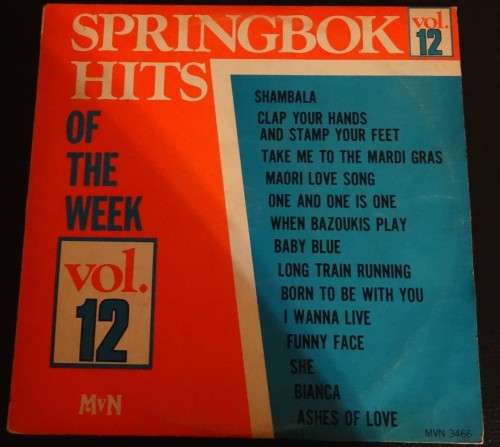 SPRINGBOK
HITS
OF
THE
WEEK
vol.
12
MvN
vol.
12
SHAMBALA
CLAP YOUR HANDS
AND STAMP YOUR FEET
TAKE ME TO THE MARDI GRAS
MAORI LOVE SONG
ONE AND ONE IS ONE
WHEN BAZOUKIS PLAY
BABY BLUE
LONG TRAIN RUNNING
BORN TO BE WITH YOU
I WANNA LIVE
FUNNY FACE
SHE
BIANCA
ASHES OF LOVE
MVN 3466